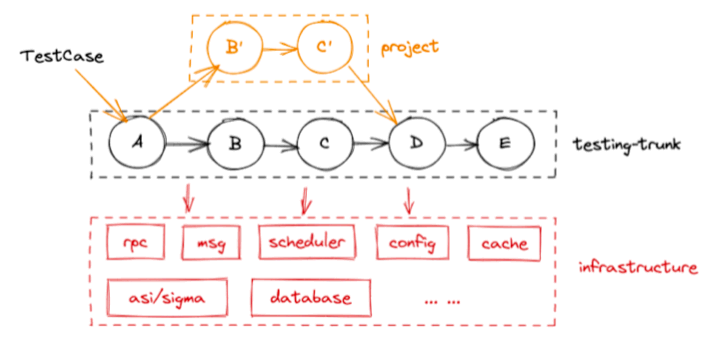 B' C' project
TestCase
A B C D E testing-trunk
rpc msg scheduler config cache
infrastructure
asi/sigma database ... ...